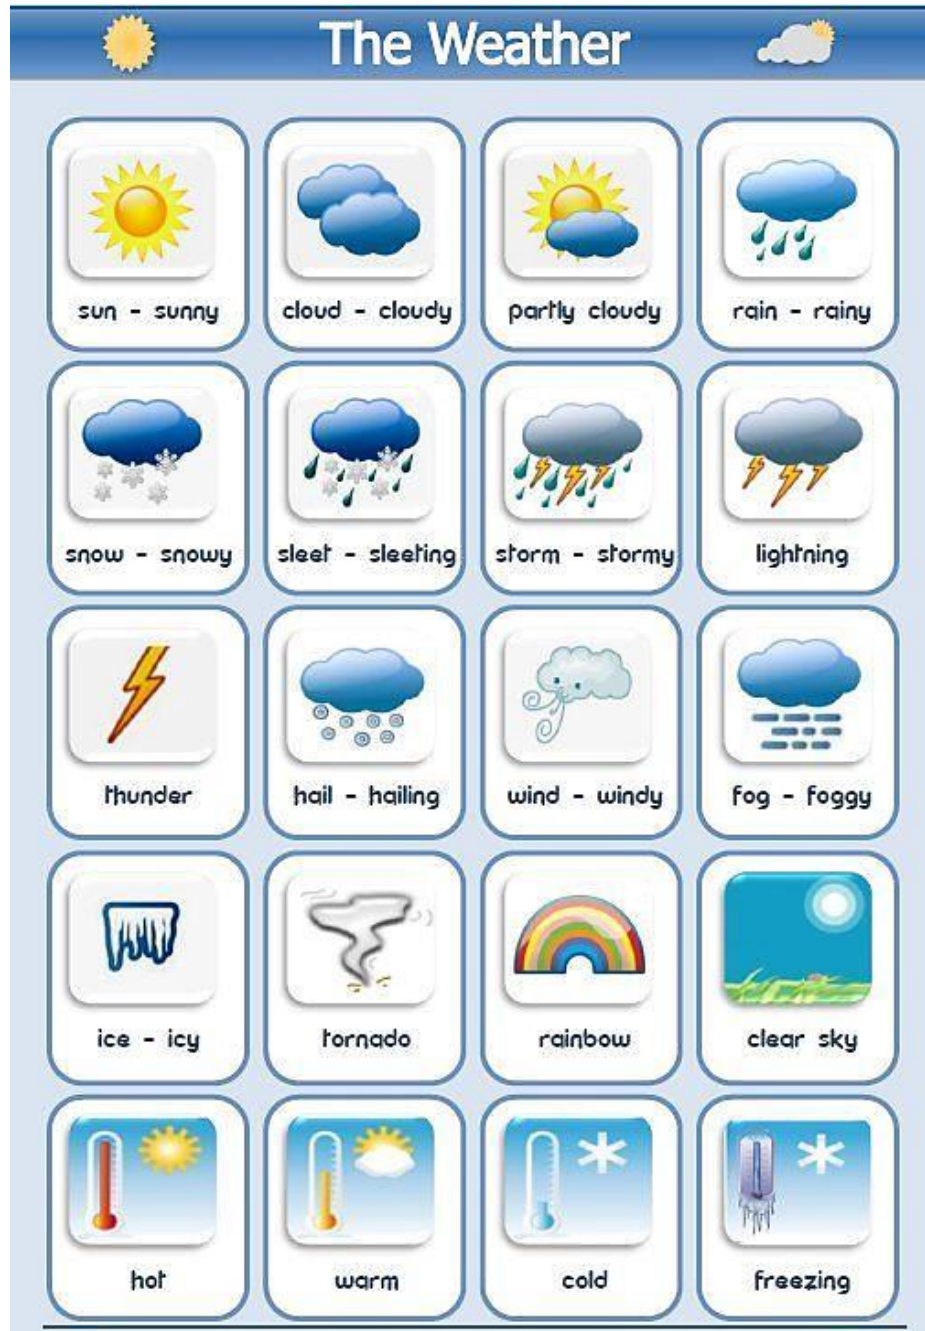 The Weather
sun - sunny
cloud - cloudy
partly cloudy
rain - rainy
snow - snowy
sleet - sleeting
storm - stormy
lightning
thunder
hail - hailing
wind - windy
fog - foggy
ice - icy
tornado
rainbow
clear sky
hot
warm
cold
freezing